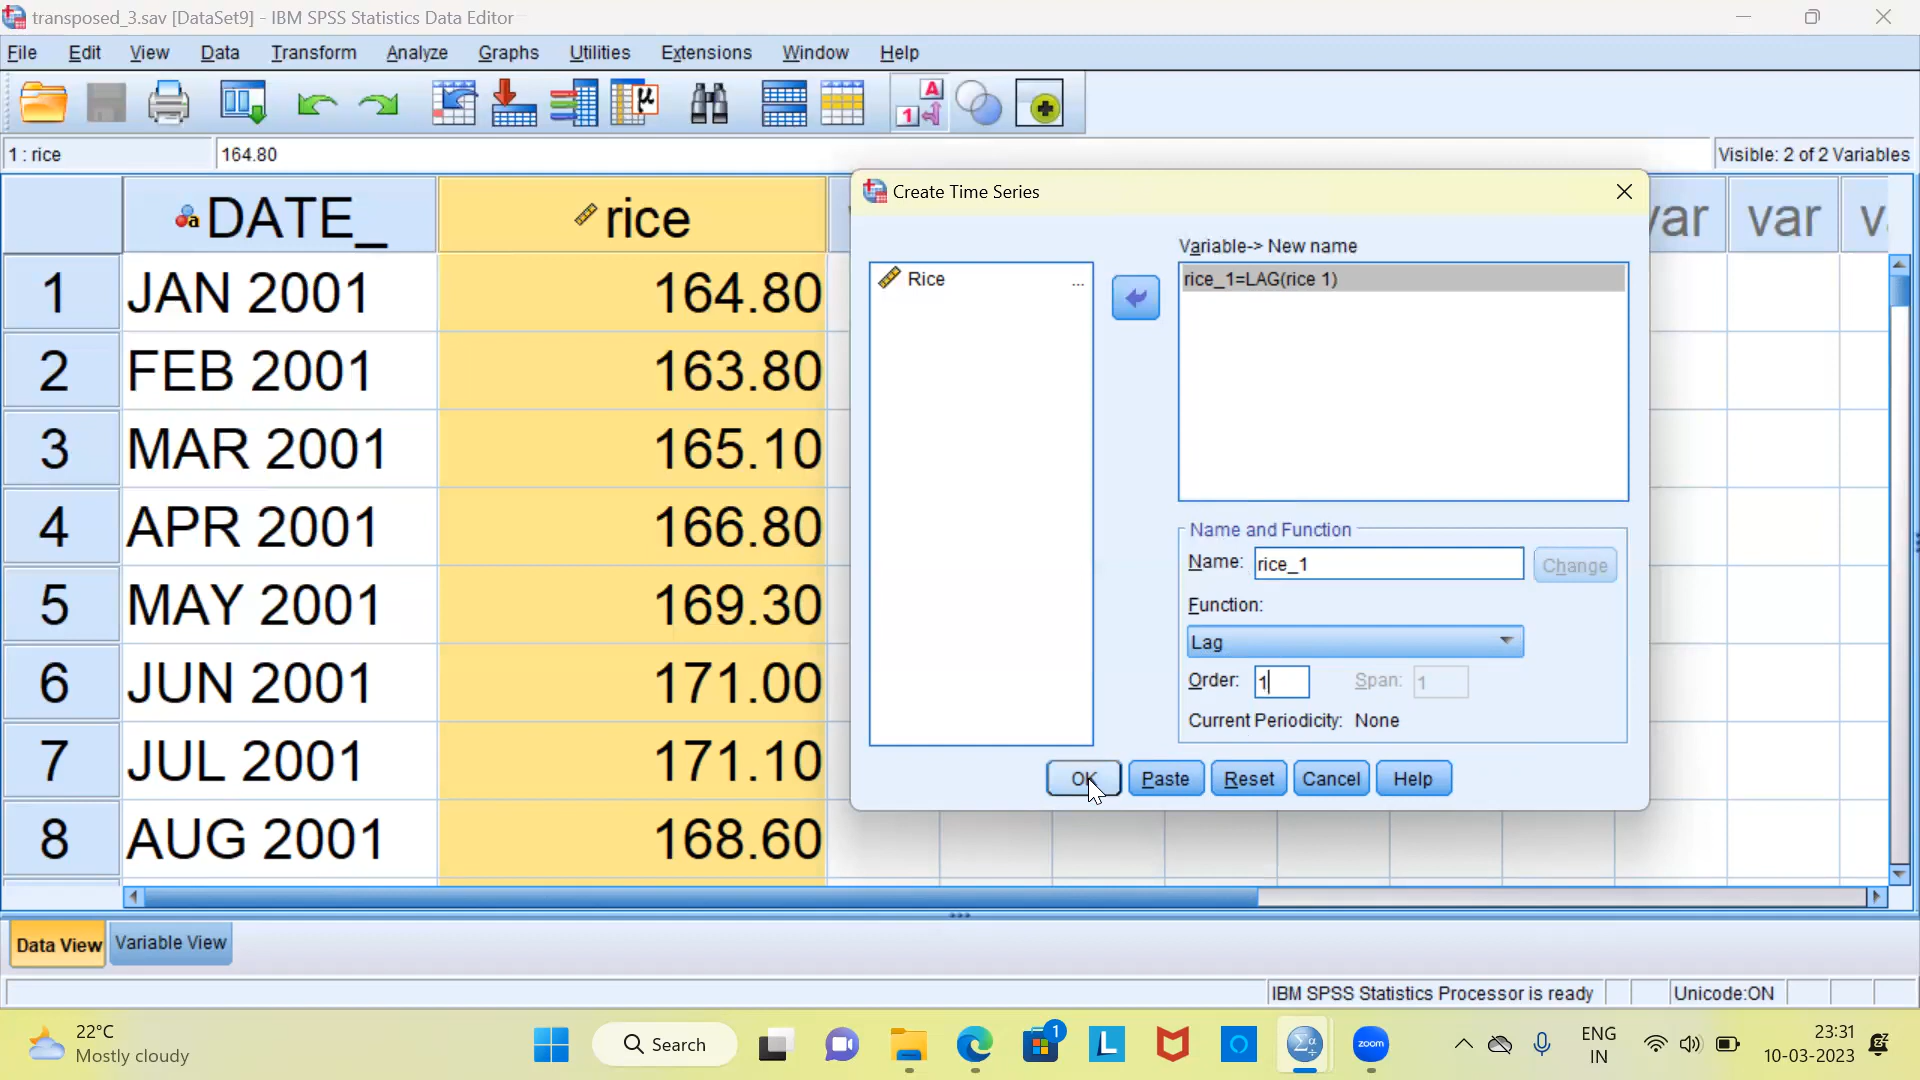 transposed_3.sav [DataSet9] - IBM SPSS Statistics Data Editor
File Edit View Data Transform Analyze Graphs Utilities Extensions Window Help
1 A
1 : rice 164.80 Visible: 2 of 2 Variables
DATE_ rice var var
1 JAN 2001 164.80
2 FEB 2001 163.80
3 MAR 2001 165.10
4 APR 2001 166.80
5 MAY 2001 169.30
6 JUN 2001 171.00
7 JUL 2001 171.10
8 AUG 2001 168.60
Create Time Series
Variable-> New name
Rice ...
rice_1=LAG(rice 1)
Name and Function
Name: rice_1 Change
Function:
Lag
Order: 1 Span: 1
Current Periodicity: None
OK Paste Reset Cancel Help
Data View Variable View
IBM SPSS Statistics Processor is ready Unicode:ON
22°C
Mostly cloudy
Search
1
L
zoom
ENG
IN
23:31
10-03-2023